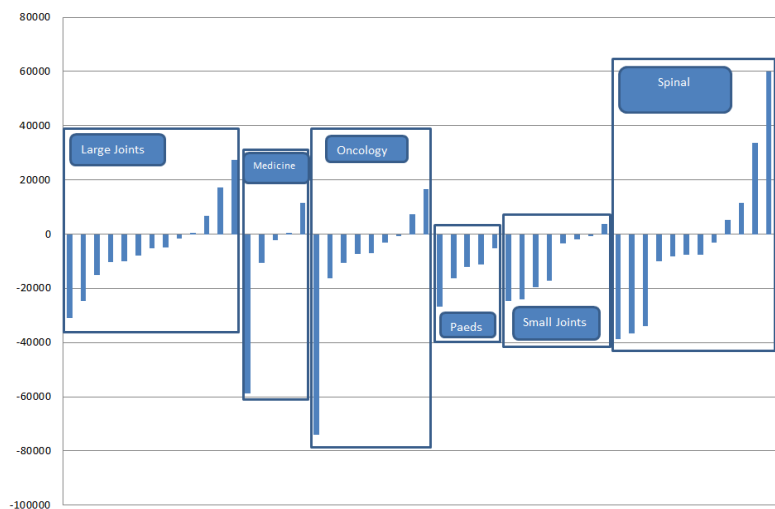 80000
60000
40000
20000
0
-20000
-40000
-60000
-80000
-100000
Large Joints
Medicine
Oncology
Paeds
Small Joints
Spinal